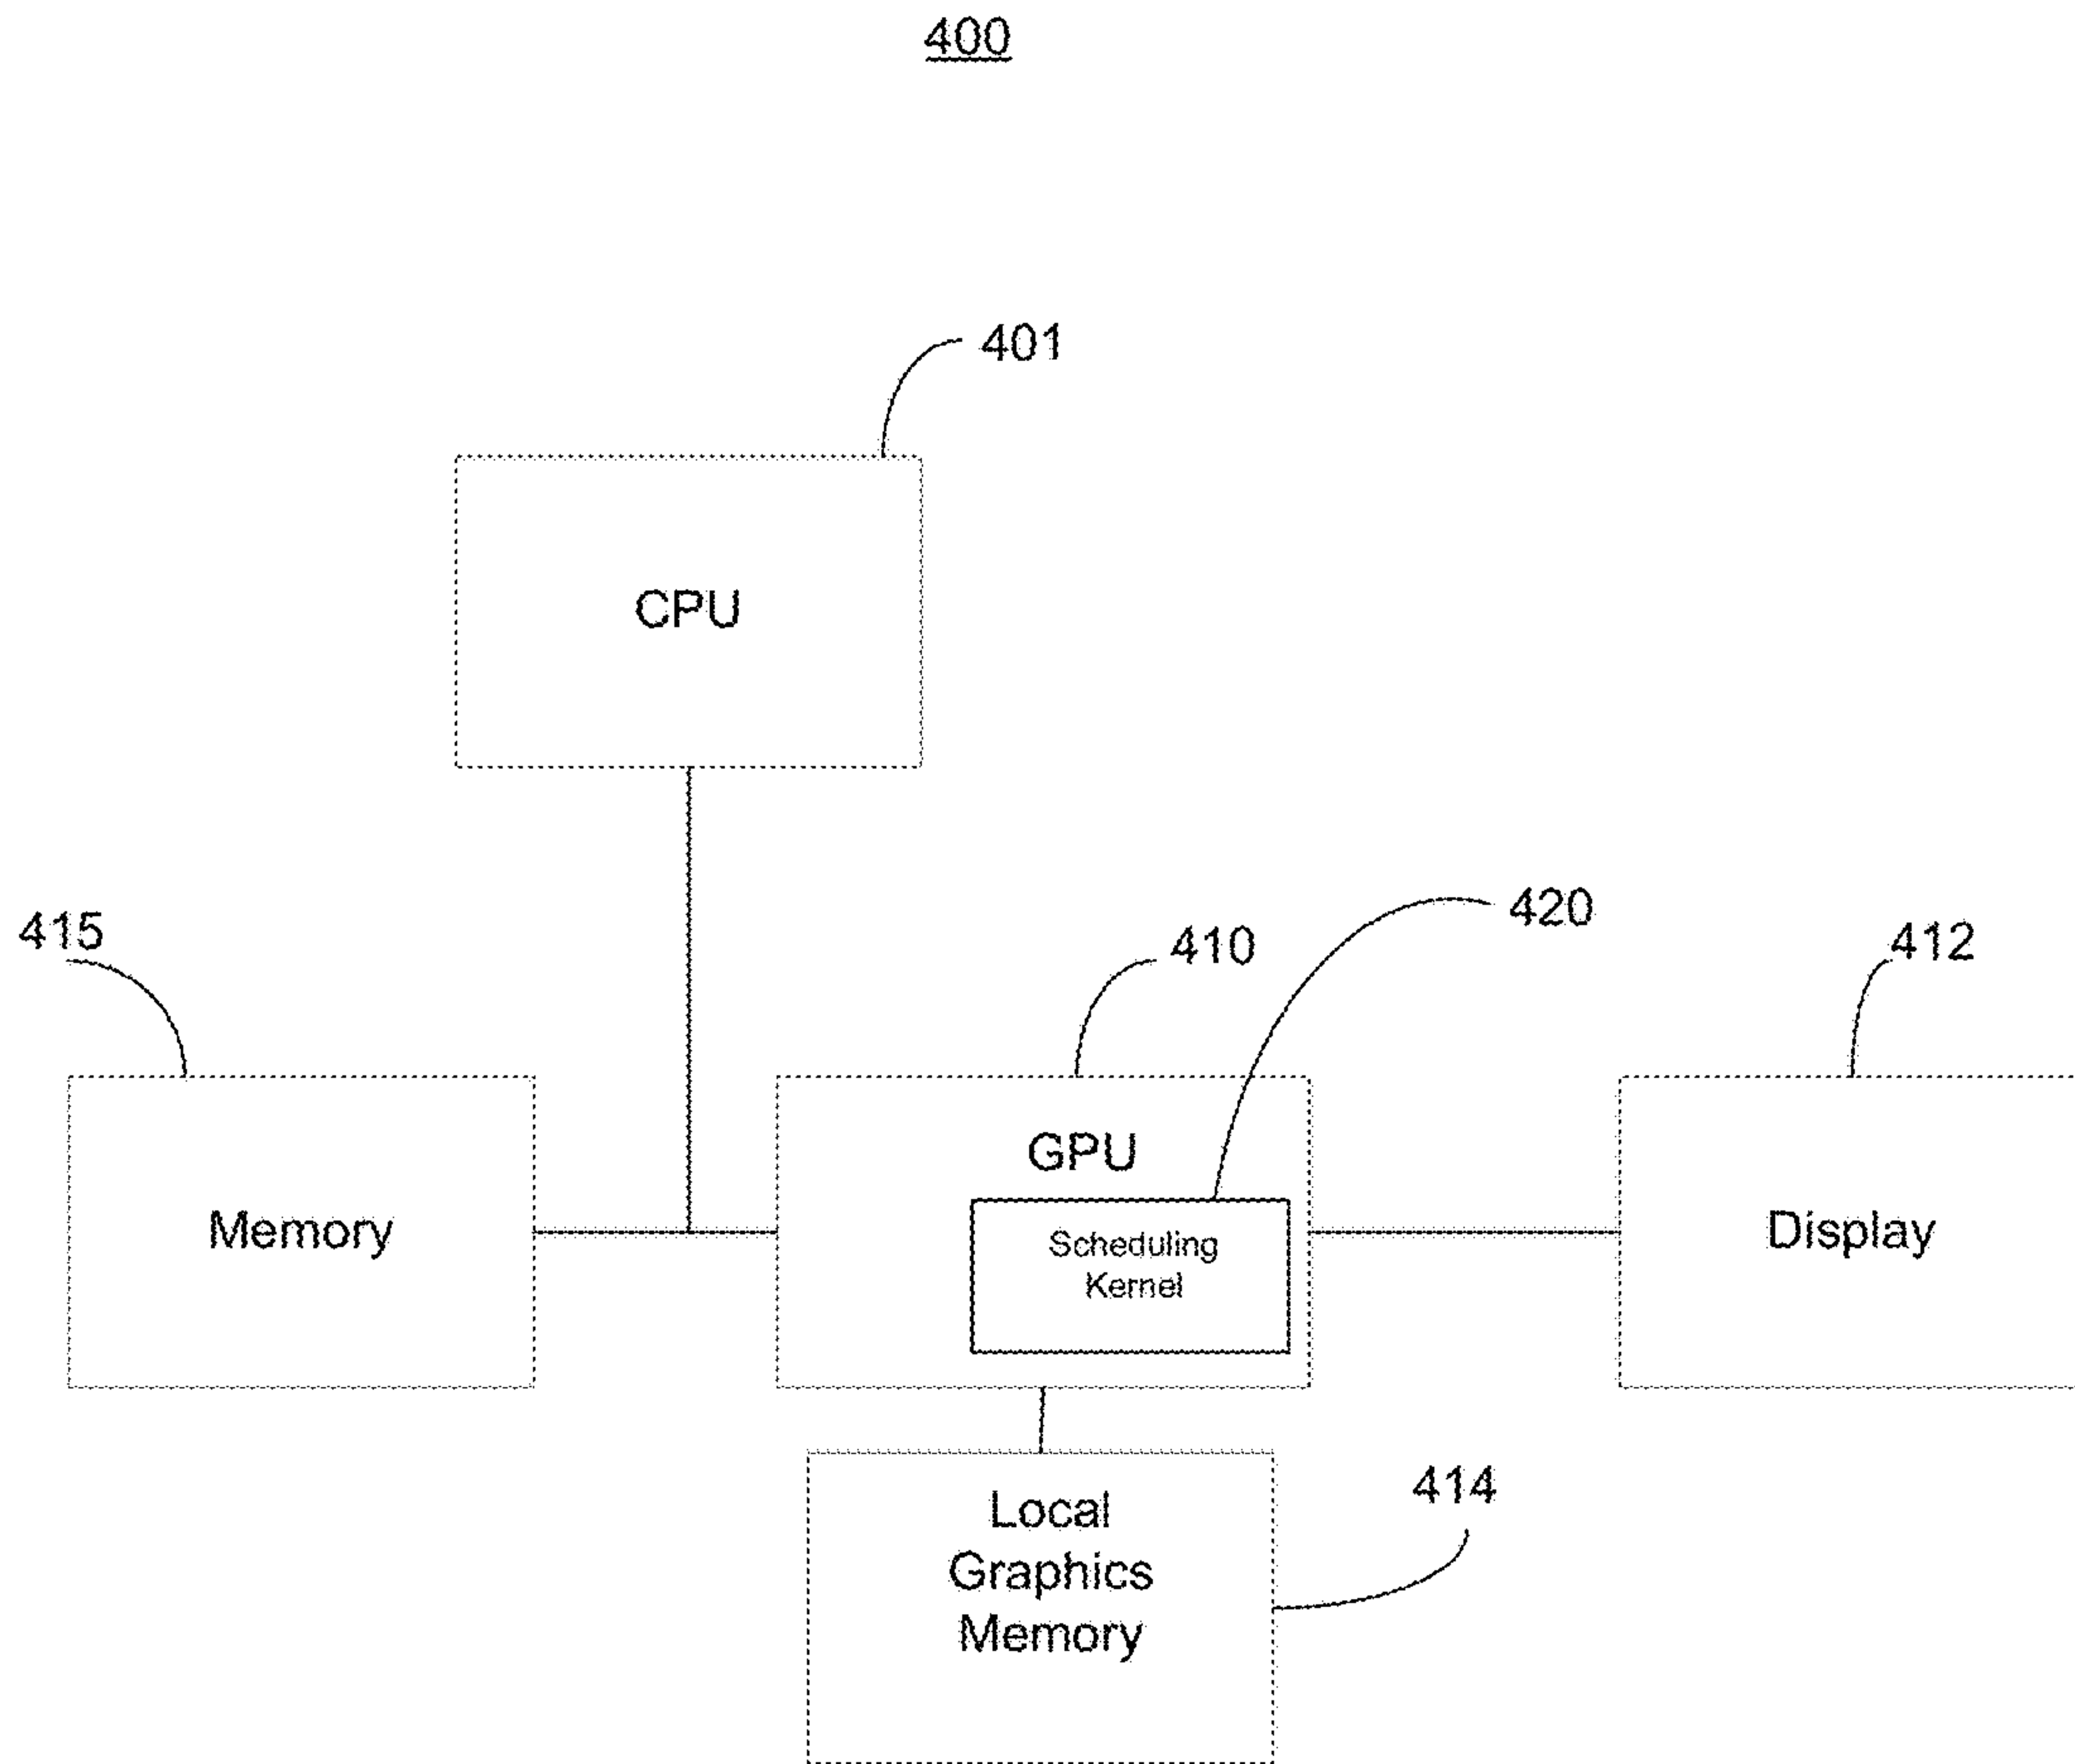 400
401
CPU
420
415
410
412
GPU
Memory
Scheduling
Kernel
Display
Local
Graphics
Memory
414